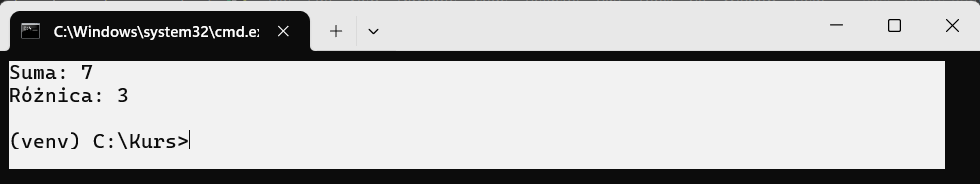 C:\Windows\system32\cmd.e
Suma: 7
Różnica: 3
(venv) C:\Kurs>